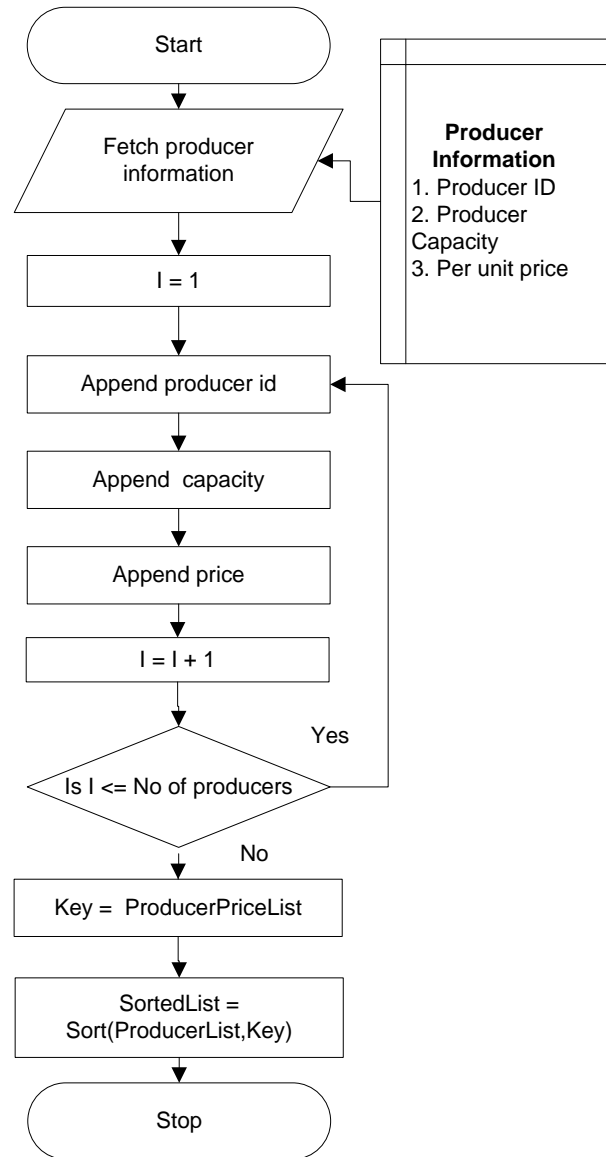 Start
Fetch producer
information
Producer
Information
1. Producer ID
2. Producer
Capacity
3. Per unit price
I = 1
Append producer id
Append  capacity
Append price
I = I + 1
Yes
Is I <= No of producers
No
Key =  ProducerPriceList
SortedList =
Sort(ProducerList,Key)
Stop